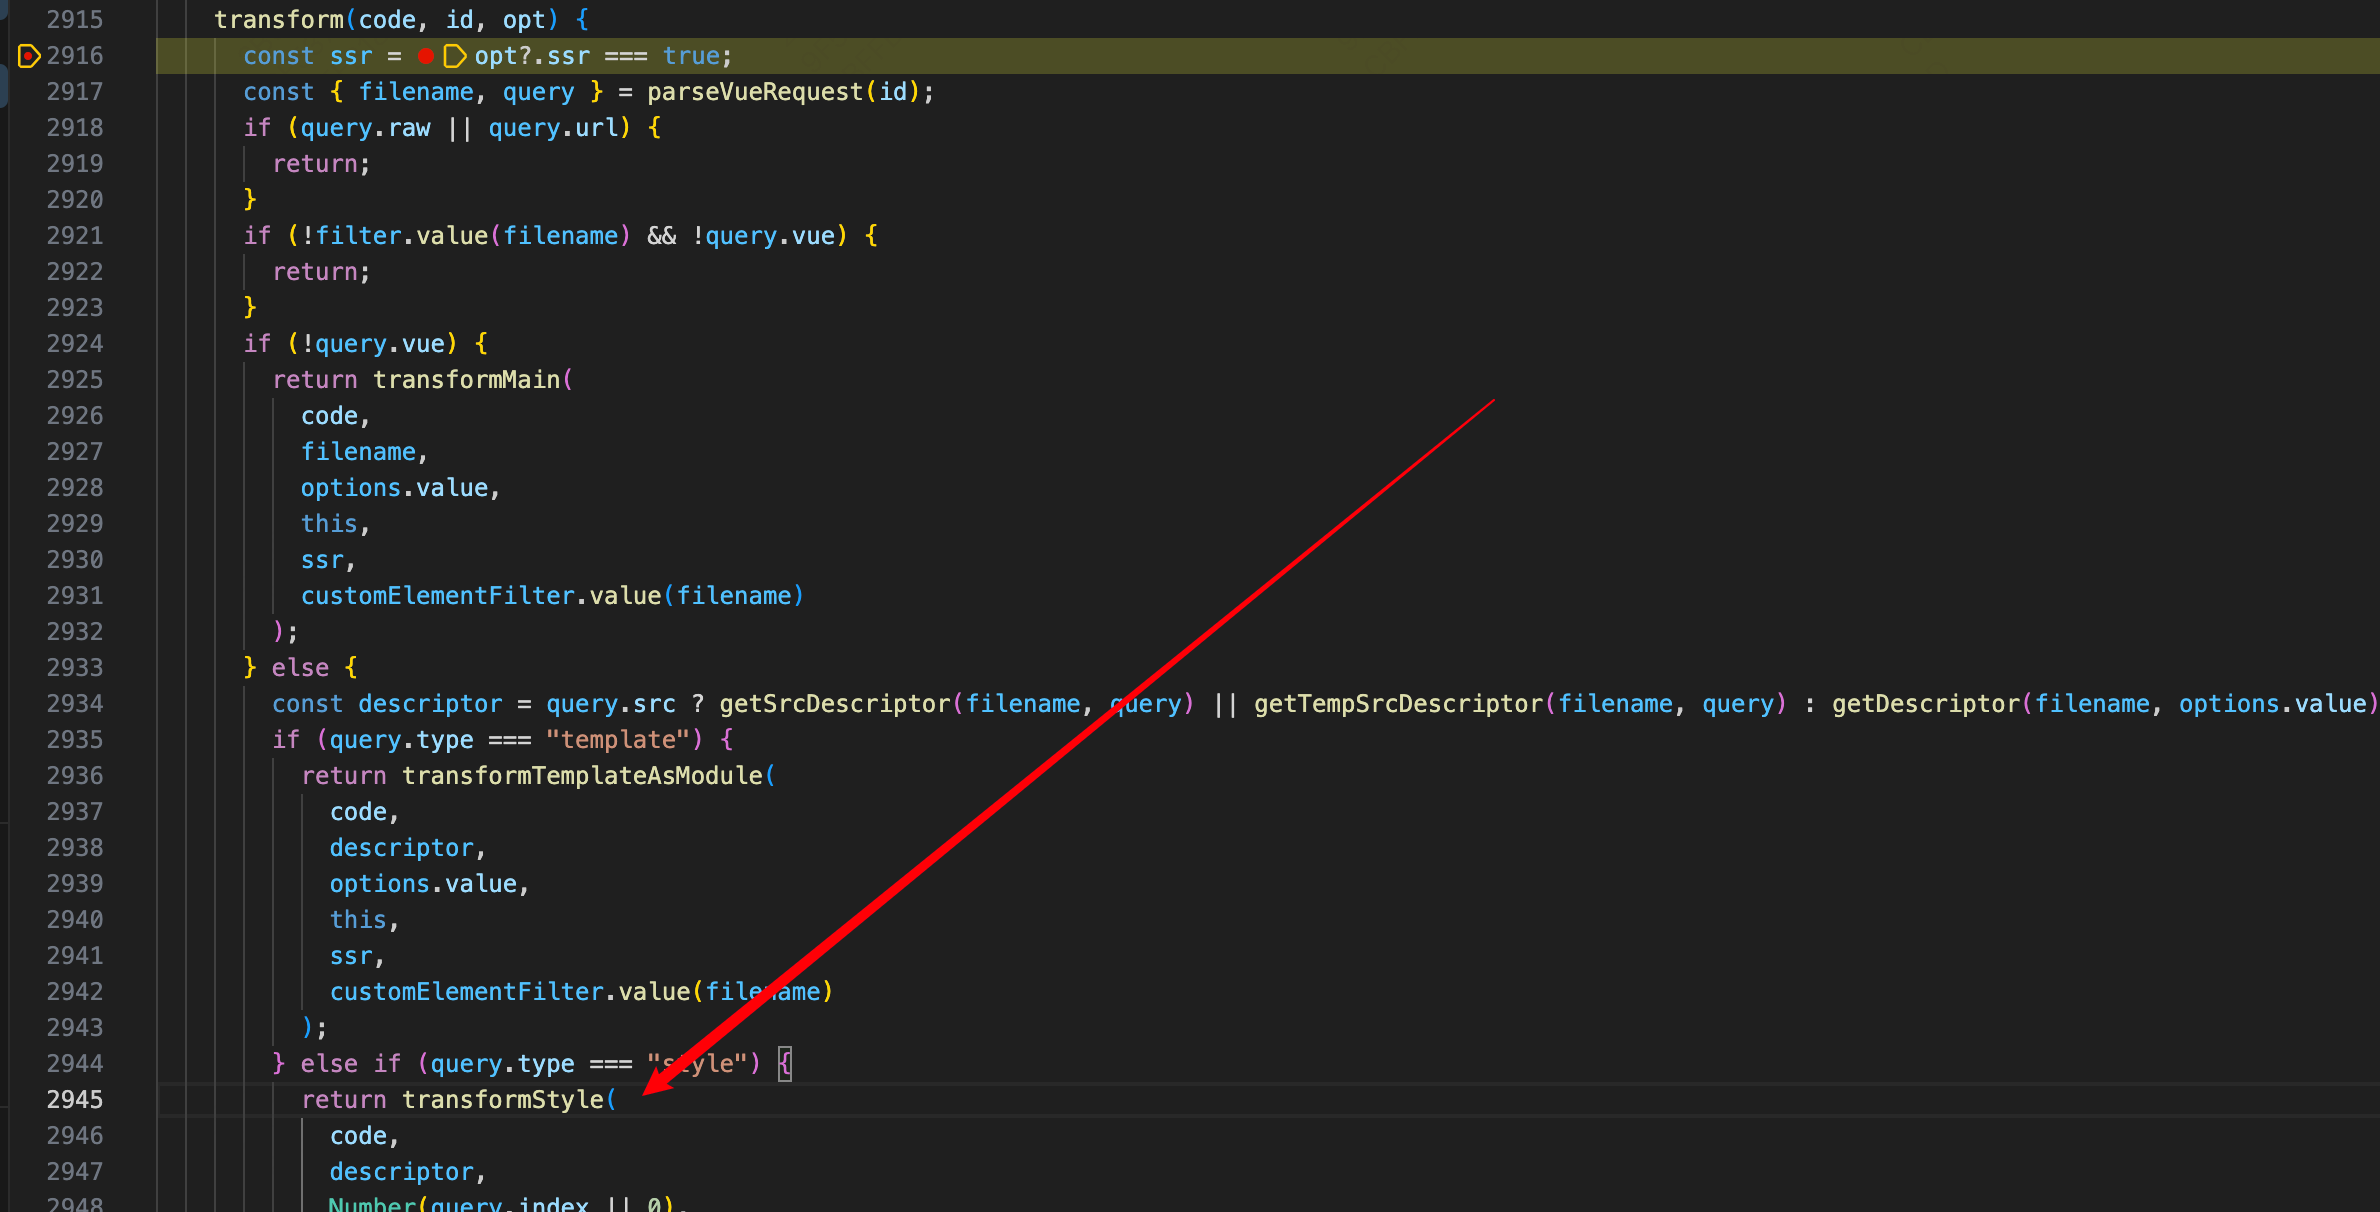 2915 transform(code, id, opt) {
2916 const ssr = opt?.ssr === true;
2917 const { filename, query } = parseVueRequest(id);
2918 if (query.raw || query.url) {
2919 return;
2920 }
2921 if (!filter.value(filename) && !query.vue) {
2922 return;
2923 }
2924 if (!query.vue) {
2925 return transformMain(
2926 code,
2927 filename,
2928 options.value,
2929 this,
2930 ssr,
2931 customElementFilter.value(filename)
2932 );
2933 } else {
2934 const descriptor = query.src ? getSrcDescriptor(filename, query) || getTempSrcDescriptor(filename, query) : getDescriptor(filename, options.value)
2935 if (query.type === "template") {
2936 return transformTemplateAsModule(
2937 code,
2938 descriptor,
2939 options.value,
2940 this,
2941 ssr,
2942 customElementFilter.value(filename)
2943 );
2944 } else if (query.type === "style") {
2945 return transformStyle(
2946 code,
2947 descriptor,
2948 Number(query.index || 0),